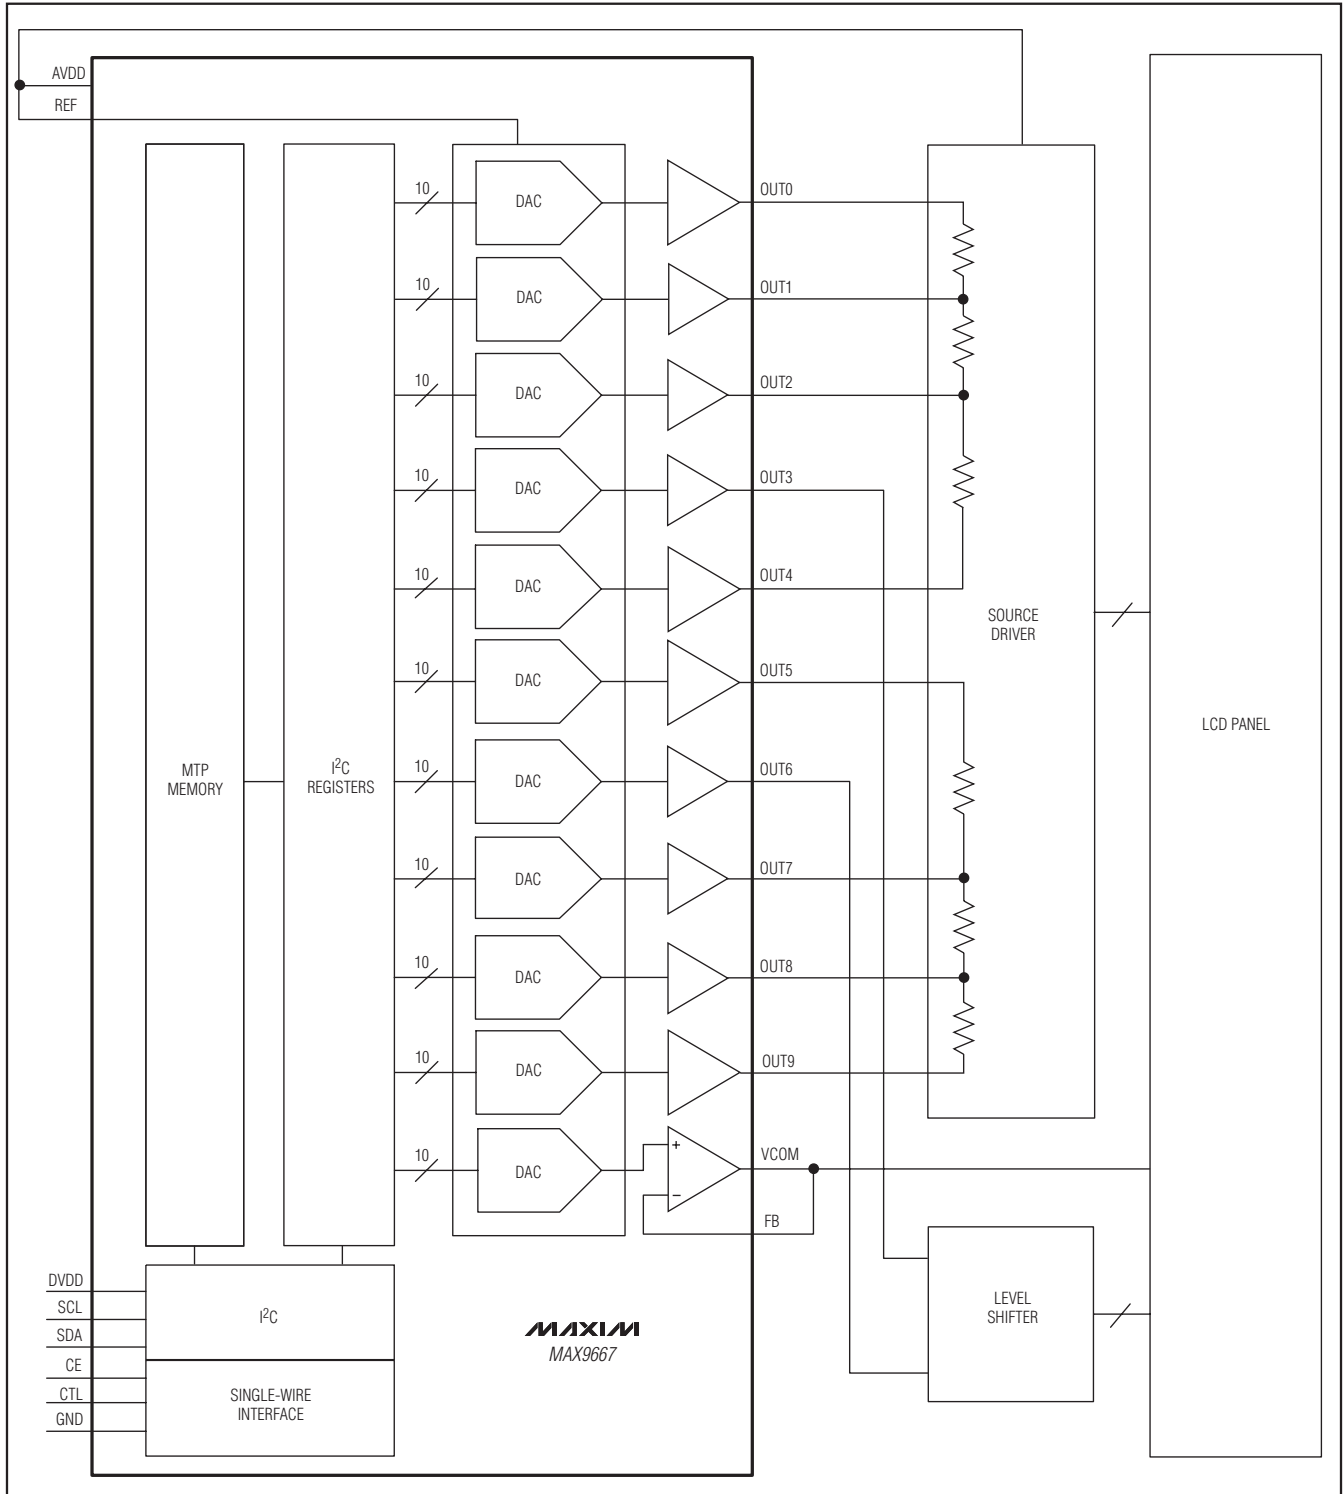 AVDD
REF
10
DAC
OUT0
10
DAC
OUT1
10
DAC
OUT2
10
DAC
OUT3
10
DAC
OUT4
SOURCE
DRIVER
10
DAC
OUT5
LCD PANEL
MTP
MEMORY
I²C
REGISTERS
10
DAC
OUT6
10
DAC
OUT7
10
DAC
OUT8
10
DAC
OUT9
10
DAC
+
−
VCOM
FB
DVDD
SCL
SDA
CE
CTL
GND
I²C
SINGLE-WIRE
INTERFACE
MAXIM
MAX9667
LEVEL
SHIFTER